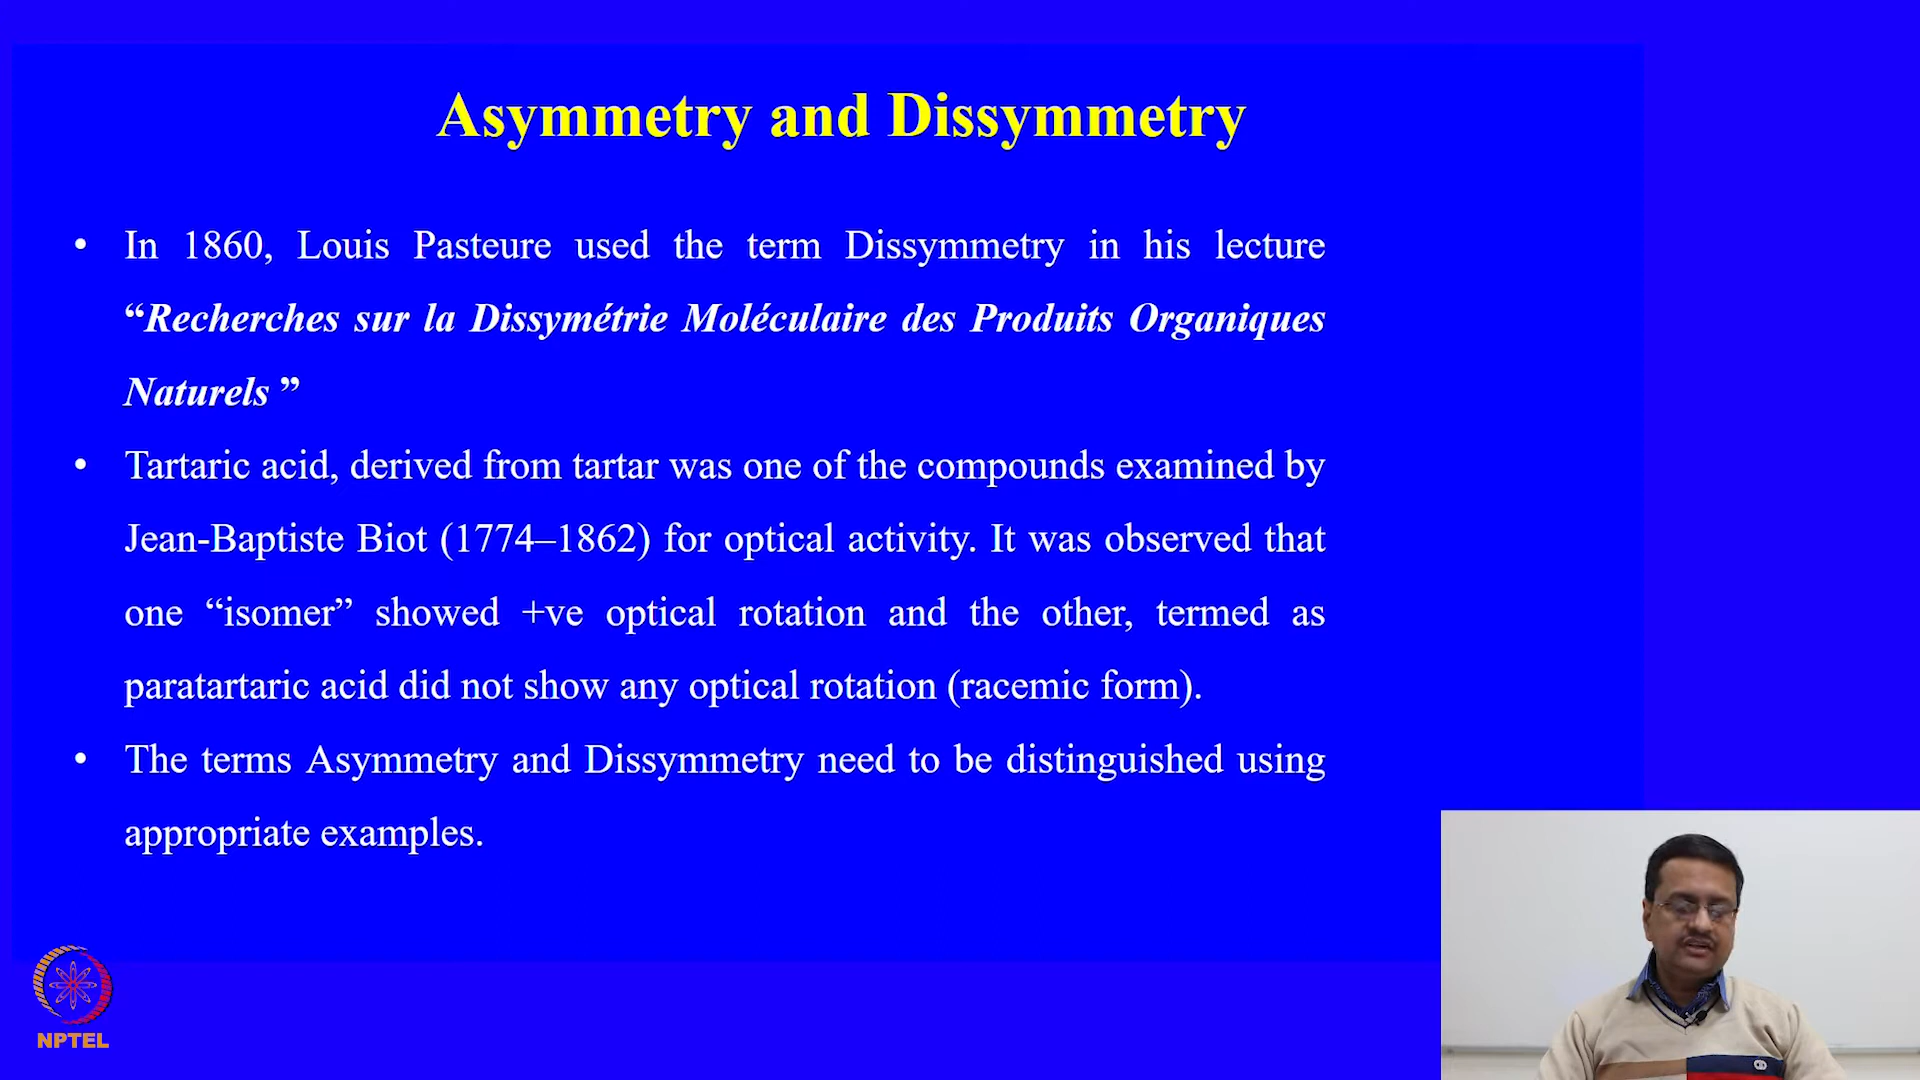 Asymmetry and Dissymmetry
• In 1860, Louis Pasteure used the term Dissymmetry in his lecture
“Recherches sur la Dissymétrie Moléculaire des Produits Organiques
Naturels ”
• Tartaric acid, derived from tartar was one of the compounds examined by
Jean-Baptiste Biot (1774–1862) for optical activity. It was observed that
one “isomer” showed +ve optical rotation and the other, termed as
paratartaric acid did not show any optical rotation (racemic form).
• The terms Asymmetry and Dissymmetry need to be distinguished using
appropriate examples.
NPTEL